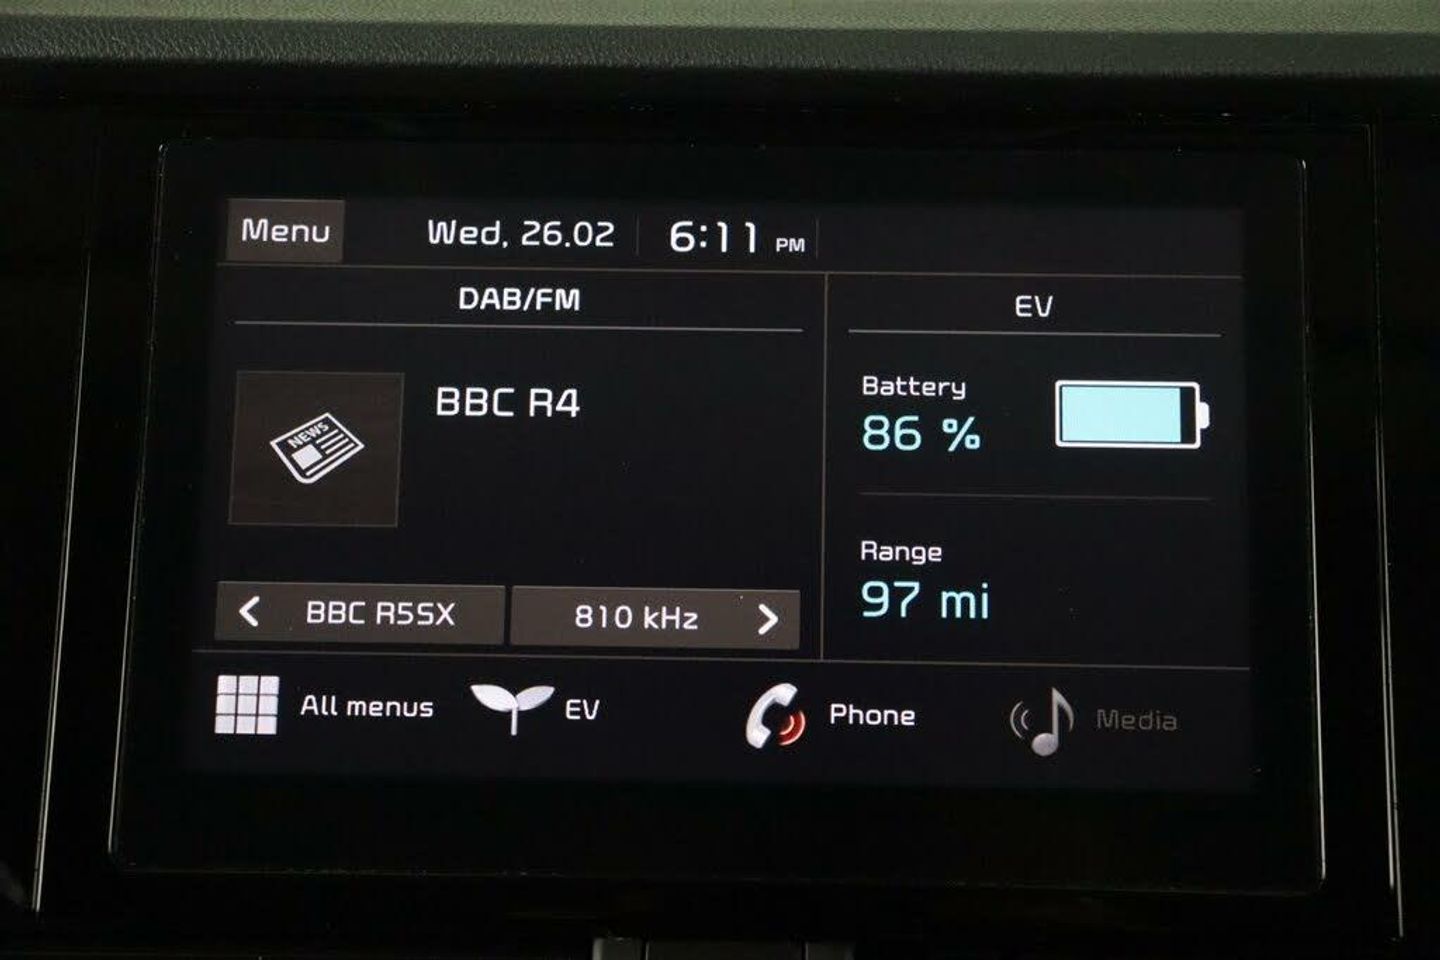 Menu
Wed, 26.02
6:11 PM
DAB/FM
NEWS
BBC R4
BBC R5SX
810 kHz
EV
Battery
86 %
Range
97 mi
All menus
EV
Phone
Media